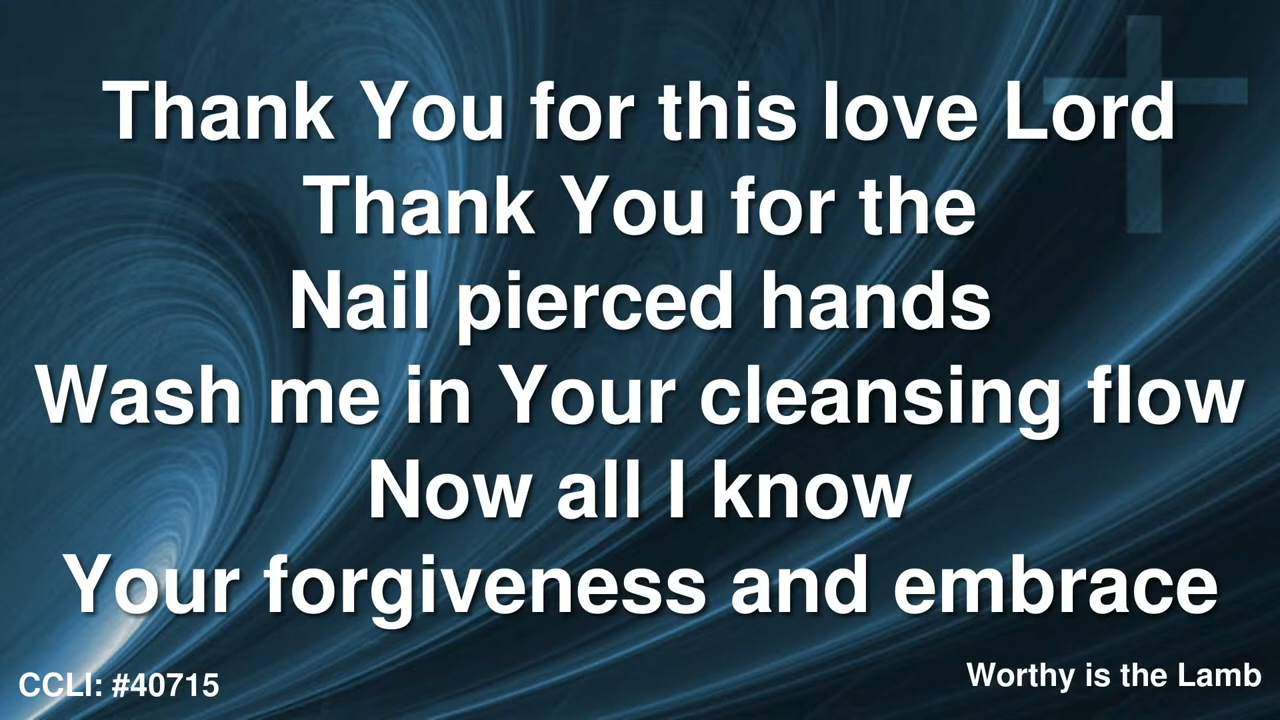 Thank You for this love Lord
Thank You for the
Nail pierced hands
Wash me in Your cleansing flow
Now all I know
Your forgiveness and embrace
CCLI: #40715
Worthy is the Lamb